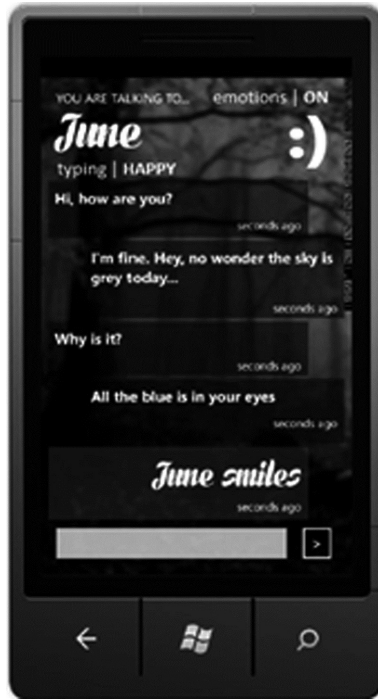 YOU ARE TALKING TO... emotions | ON
June :)
typing | HAPPY
Hi, how are you?
seconds ago
I'm fine. Hey, no wonder the sky is
grey today...
seconds ago
Why is it?
seconds ago
All the blue is in your eyes
seconds ago
June smiles
seconds ago
>